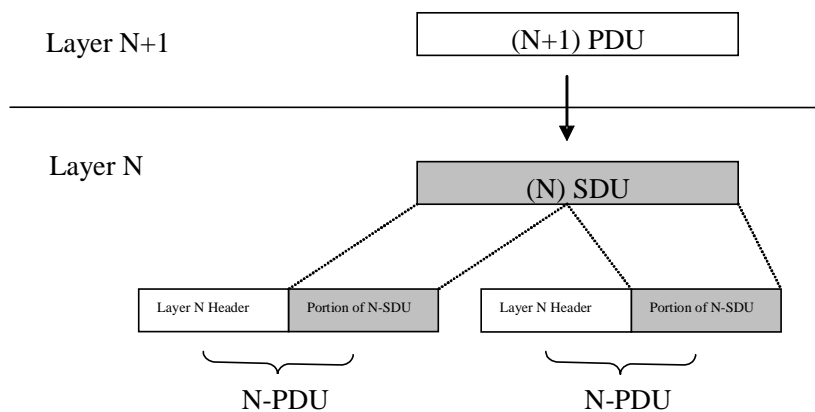 Layer N+1
(N+1) PDU
Layer N
(N) SDU
Layer N Header
Portion of N-SDU
Layer N Header
Portion of N-SDU
N-PDU
N-PDU